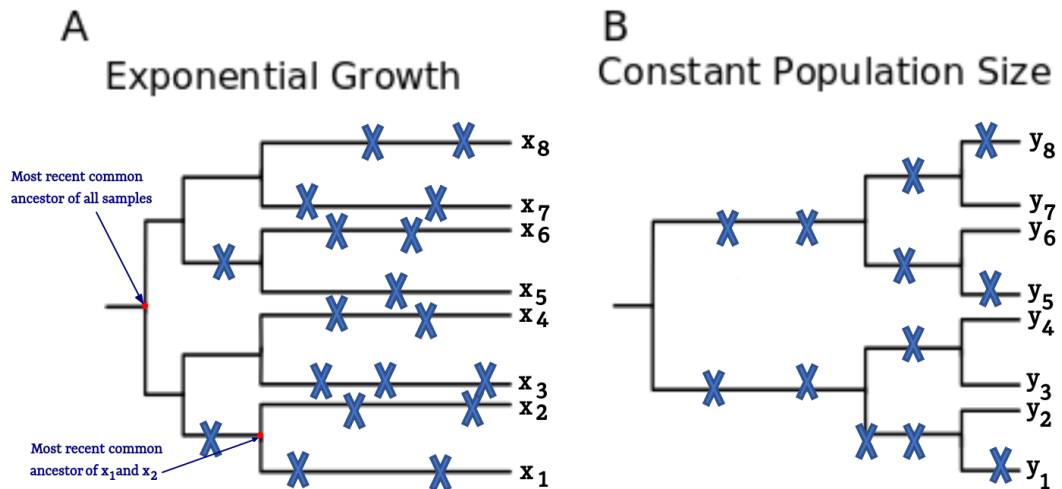 A
Exponential Growth
Most recent common
ancestor of all samples
x8
x7
x6
x5
x4
x3
x2
x1
Most recent common
ancestor of x1 and x2
B
Constant Population Size
y8
y7
y6
y5
y4
y3
y2
y1